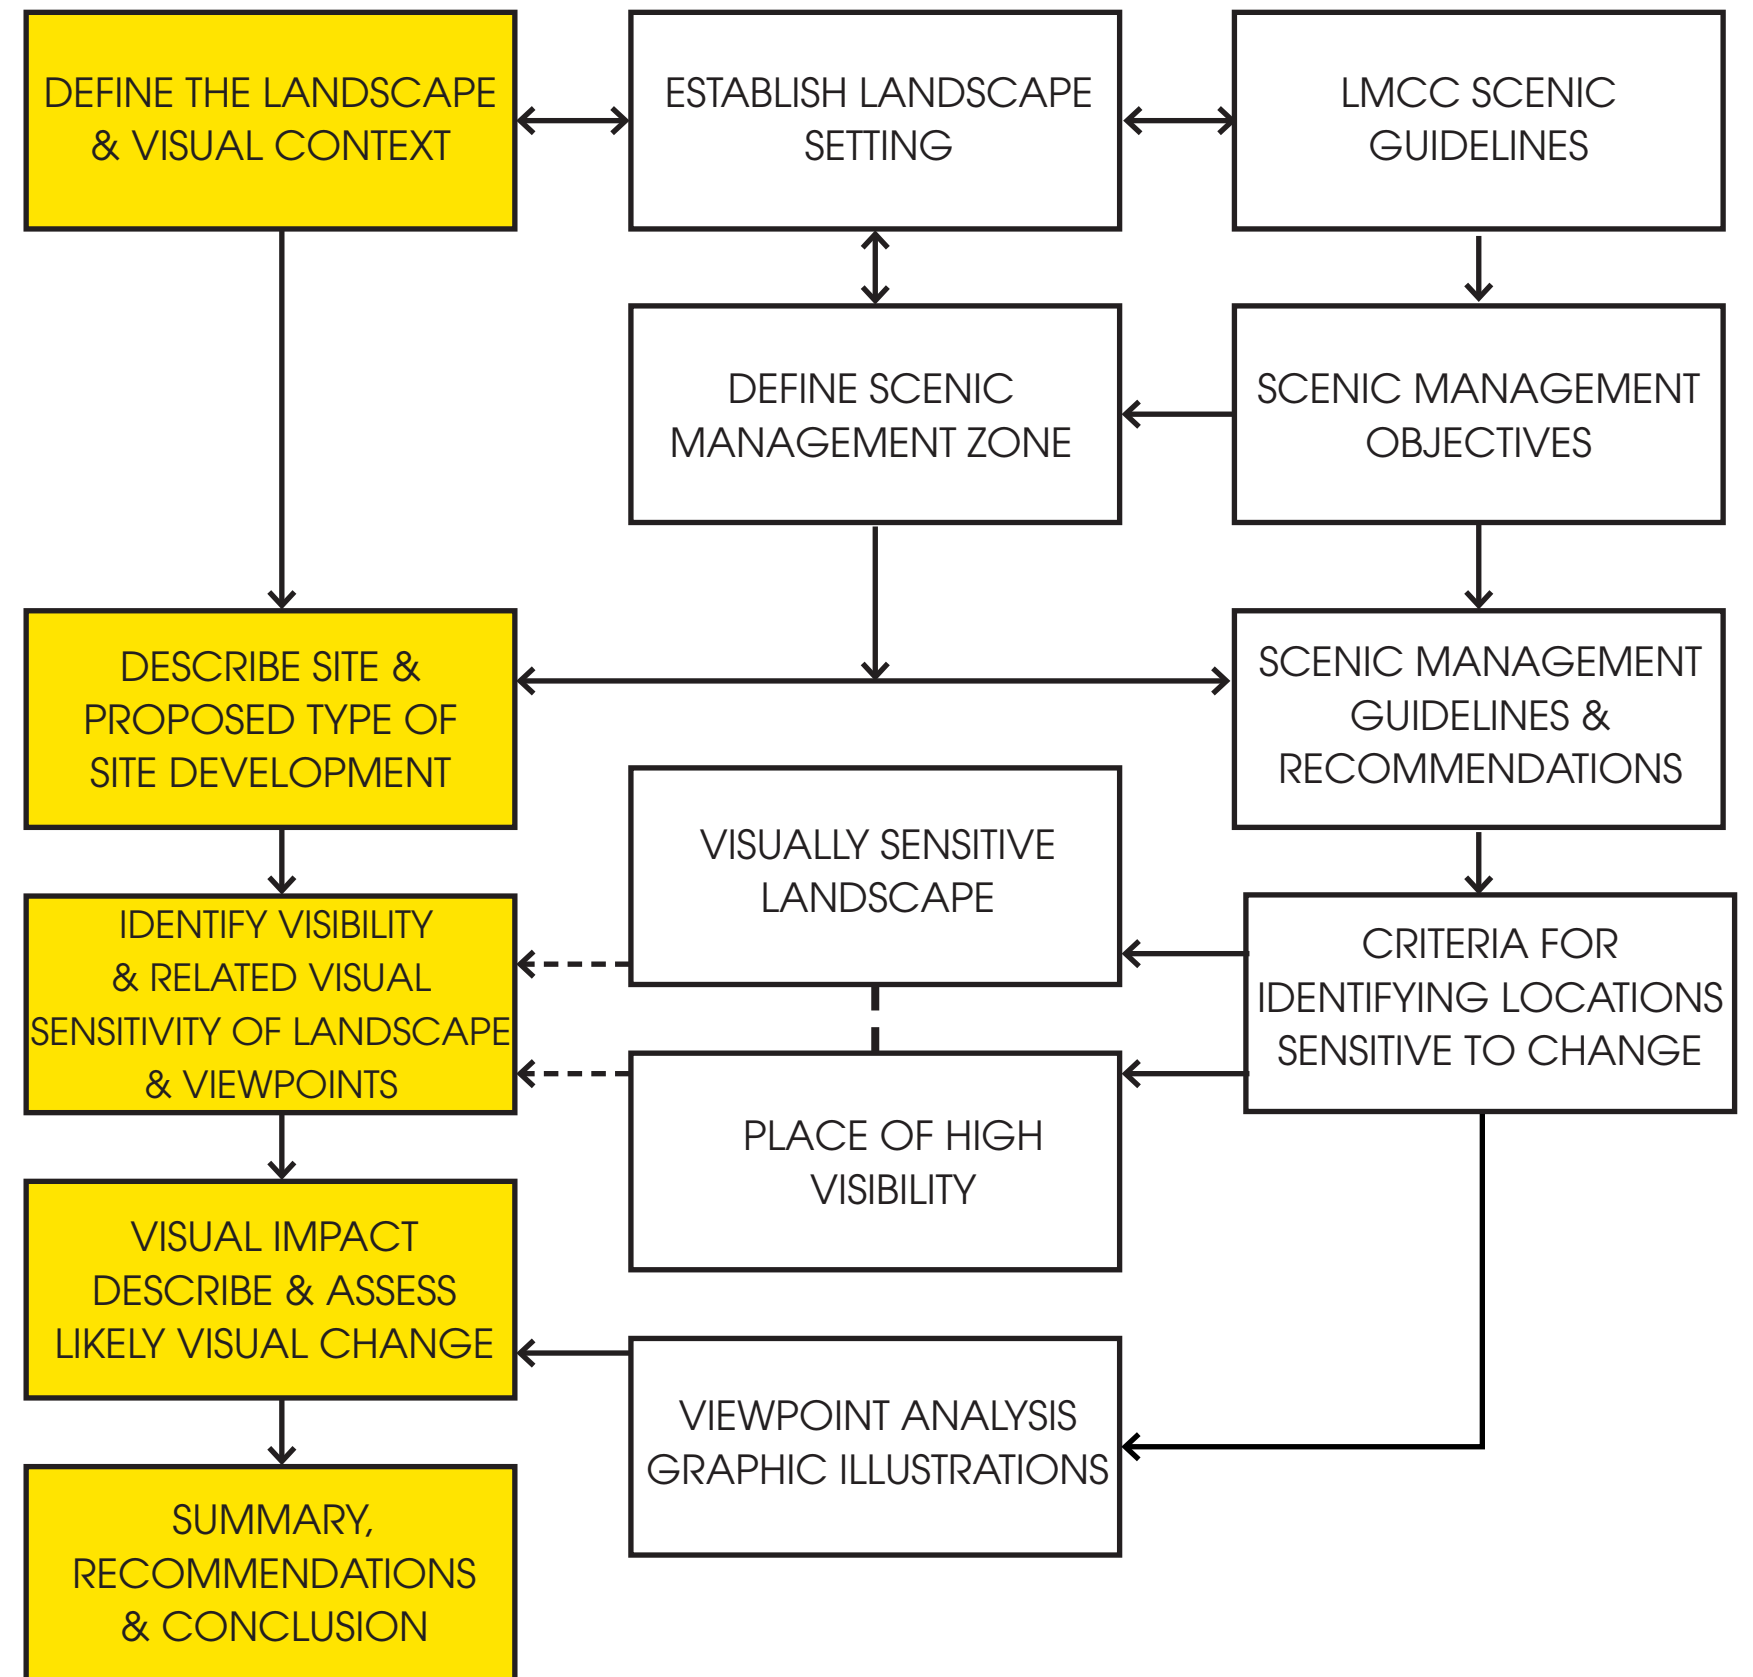 DEFINE THE LANDSCAPE
& VISUAL CONTEXT
ESTABLISH LANDSCAPE
SETTING
LMCC SCENIC
GUIDELINES
DEFINE SCENIC
MANAGEMENT ZONE
SCENIC MANAGEMENT
OBJECTIVES
DESCRIBE SITE &
PROPOSED TYPE OF
SITE DEVELOPMENT
SCENIC MANAGEMENT
GUIDELINES &
RECOMMENDATIONS
VISUALLY SENSITIVE
LANDSCAPE
IDENTIFY VISIBILITY
& RELATED VISUAL
SENSITIVITY OF LANDSCAPE
& VIEWPOINTS
CRITERIA FOR
IDENTIFYING LOCATIONS
SENSITIVE TO CHANGE
PLACE OF HIGH
VISIBILITY
VISUAL IMPACT
DESCRIBE & ASSESS
LIKELY VISUAL CHANGE
VIEWPOINT ANALYSIS
GRAPHIC ILLUSTRATIONS
SUMMARY,
RECOMMENDATIONS
& CONCLUSION